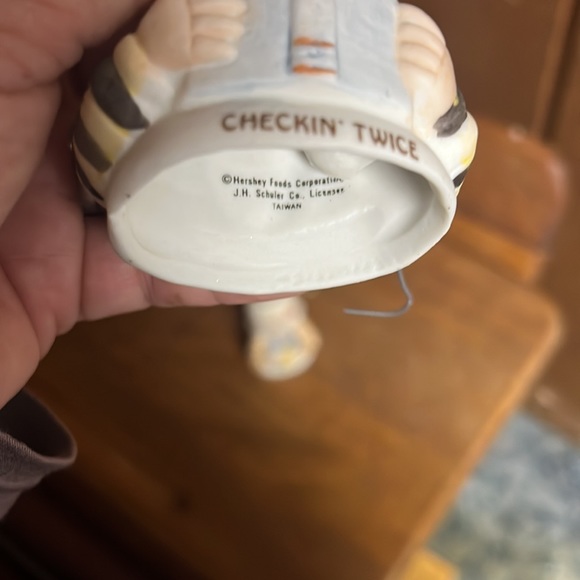 CHECKIN' TWICE
©Hershey Foods Corporation
J.H. Schuler Co., Licensee
TAIWAN